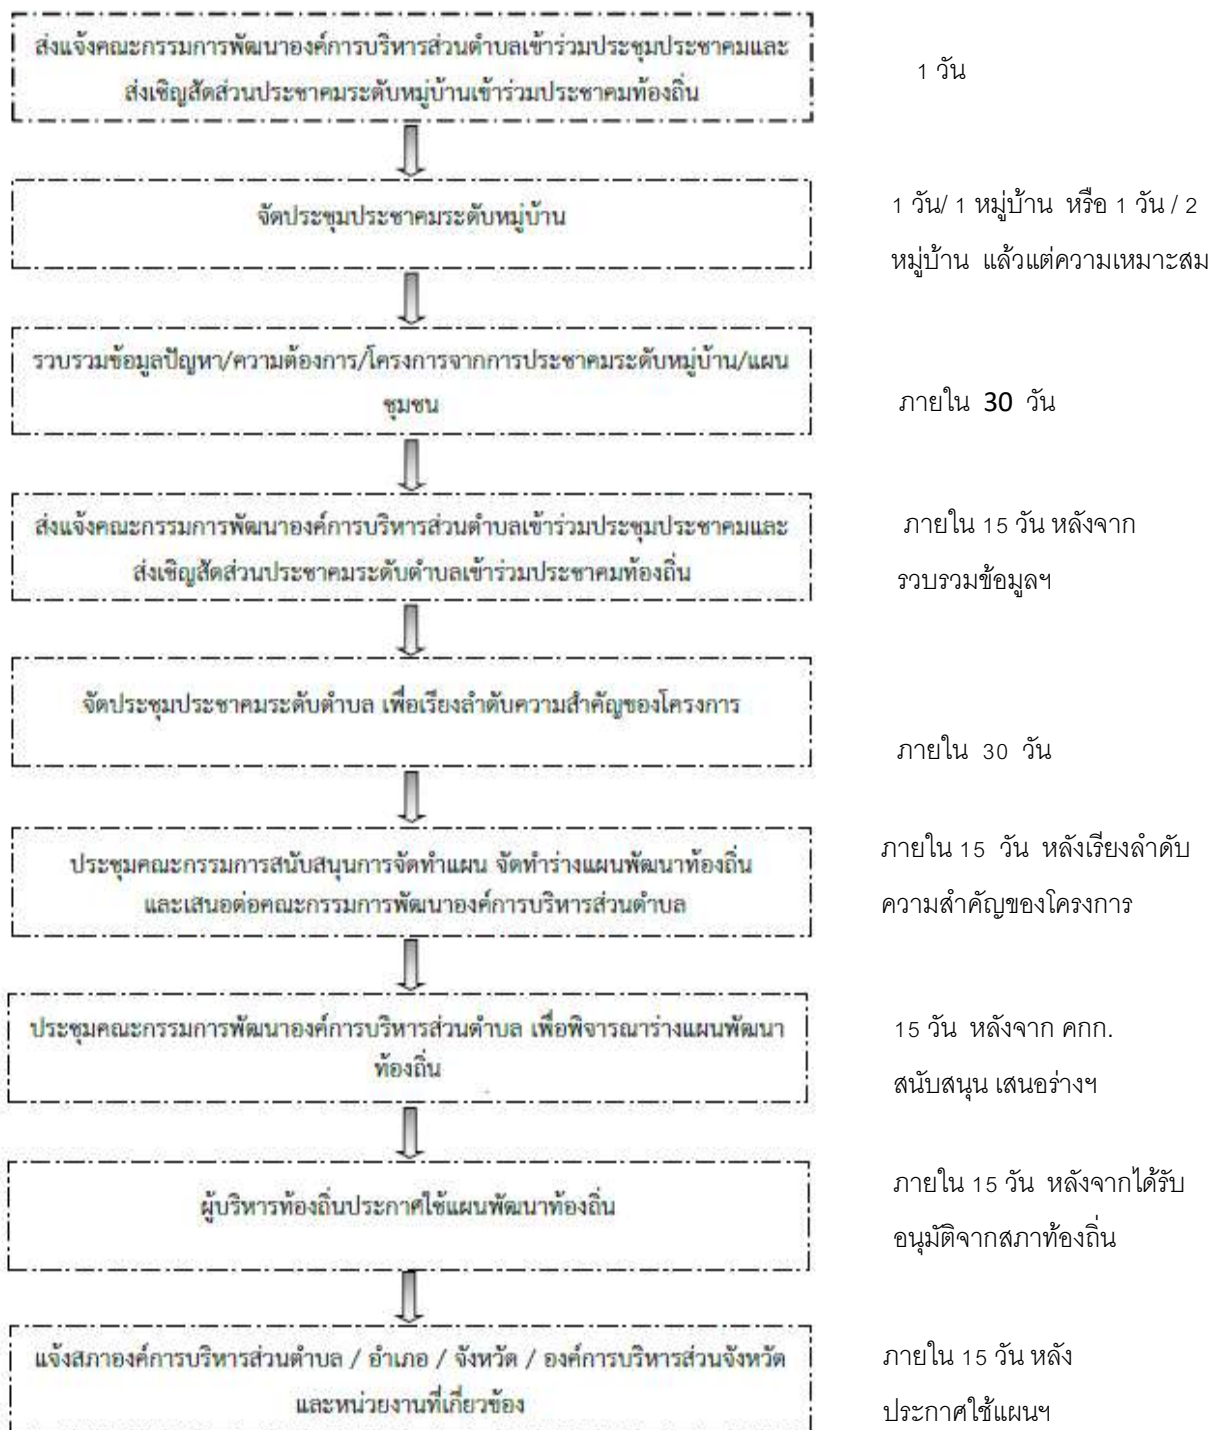 ส่งแจ้งคณะกรรมการพัฒนาองค์การบริหารส่วนตำบลเข้าร่วมประชุมประชาคมและ
ส่งเชิญสัดส่วนประชาคมระดับหมู่บ้านเข้าร่วมประชาคมท้องถิ่น
1 วัน
จัดประชุมประชาคมระดับหมู่บ้าน
1 วัน/ 1 หมู่บ้าน หรือ 1 วัน / 2
หมู่บ้าน แล้วแต่ความเหมาะสม
รวบรวมข้อมูลปัญหา/ความต้องการ/โครงการจากการประชาคมระดับหมู่บ้าน/แผน
ชุมชน
ภายใน 30 วัน
ส่งแจ้งคณะกรรมการพัฒนาองค์การบริหารส่วนตำบลเข้าร่วมประชุมประชาคมและ
ส่งเชิญสัดส่วนประชาคมระดับตำบลเข้าร่วมประชาคมท้องถิ่น
ภายใน 15 วัน หลังจาก
รวบรวมข้อมูลฯ
จัดประชุมประชาคมระดับตำบล เพื่อเรียงลำดับความสำคัญของโครงการ
ภายใน 30 วัน
ประชุมคณะกรรมการสนับสนุนการจัดทำแผน จัดทำร่างแผนพัฒนาท้องถิ่น
และเสนอต่อคณะกรรมการพัฒนาองค์การบริหารส่วนตำบล
ภายใน 15 วัน หลังเรียงลำดับ
ความสำคัญของโครงการ
ประชุมคณะกรรมการพัฒนาองค์การบริหารส่วนตำบล เพื่อพิจารณาร่างแผนพัฒนา
ท้องถิ่น
15 วัน หลังจาก คกก.
สนับสนุน เสนอร่างฯ
ผู้บริหารท้องถิ่นประกาศใช้แผนพัฒนาท้องถิ่น
ภายใน 15 วัน หลังจากได้รับ
อนุมัติจากสภาท้องถิ่น
แจ้งสภาองค์การบริหารส่วนตำบล / อำเภอ / จังหวัด / องค์การบริหารส่วนจังหวัด
และหน่วยงานที่เกี่ยวข้อง
ภายใน 15 วัน หลัง
ประกาศใช้แผนฯ